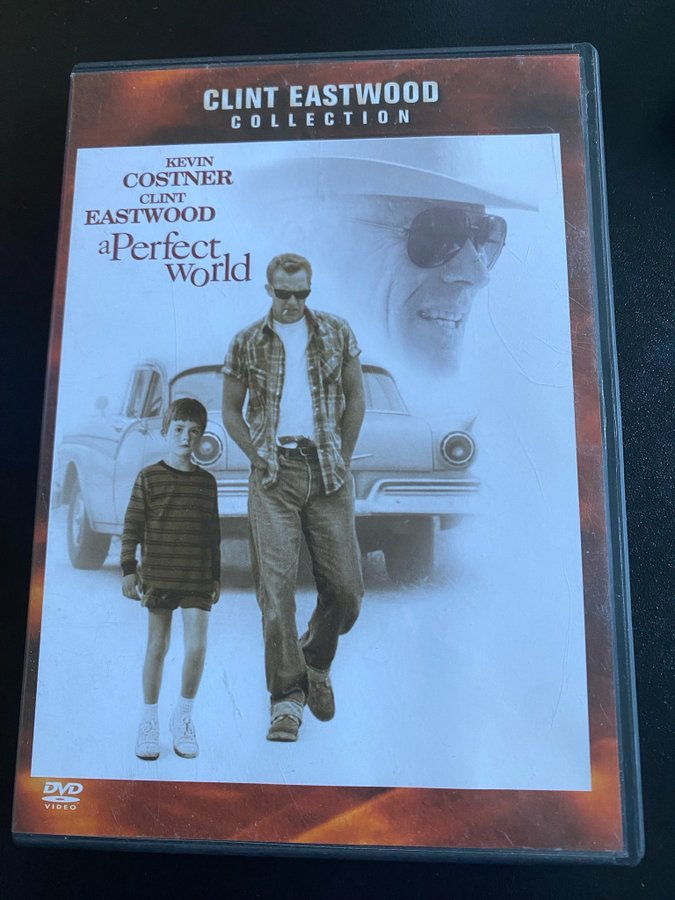 CLINT EASTWOOD
COLLECTION
KEVIN
COSTNER
CLINT
EASTWOOD
a Perfect
World
DVD
VIDEO